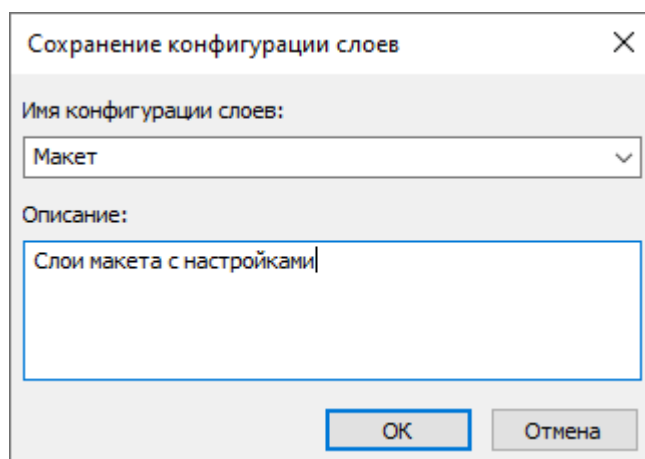 Сохранение конфигурации слоев
Имя конфигурации слоев:
Макет
Описание:
Слои макета с настройками
ОК
Отмена